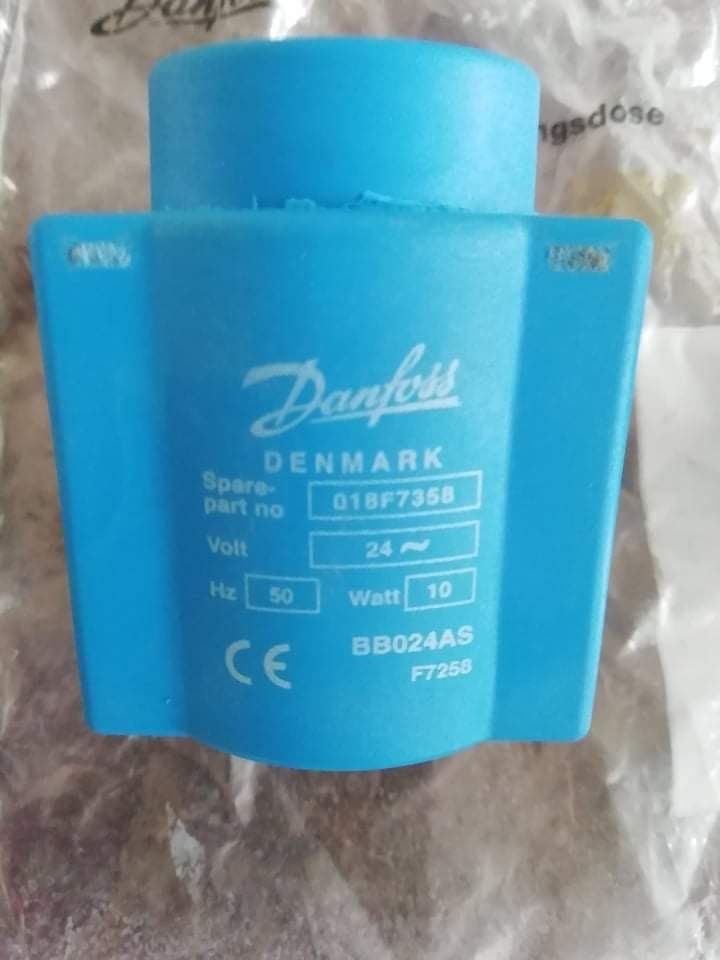 ngsdose
Danfoss
DENMARK
Spare-
part no 018F7358
Volt 24 ~
Hz 50 Watt 10
CE BB024AS
F7258